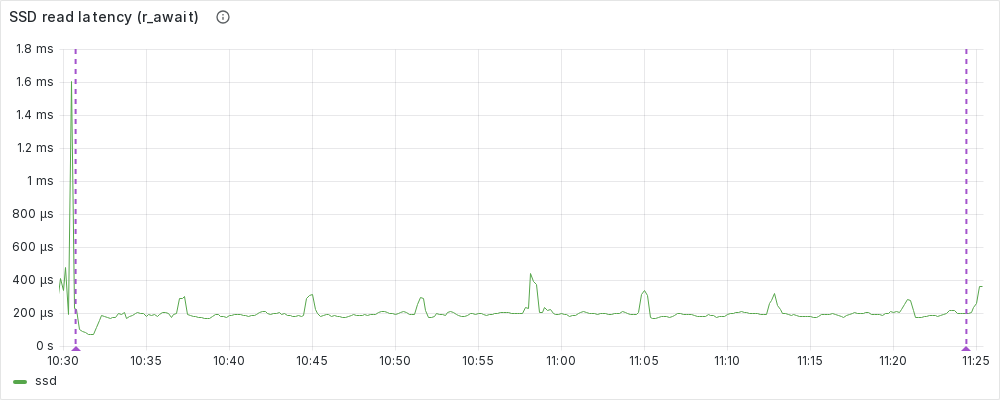 SSD read latency (r_await)
1.8 ms
1.6 ms
1.4 ms
1.2 ms
1 ms
800 µs
600 µs
400 µs
200 µs
0 s
10:30 10:35 10:40 10:45 10:50 10:55 11:00 11:05 11:10 11:15 11:20 11:25
ssd